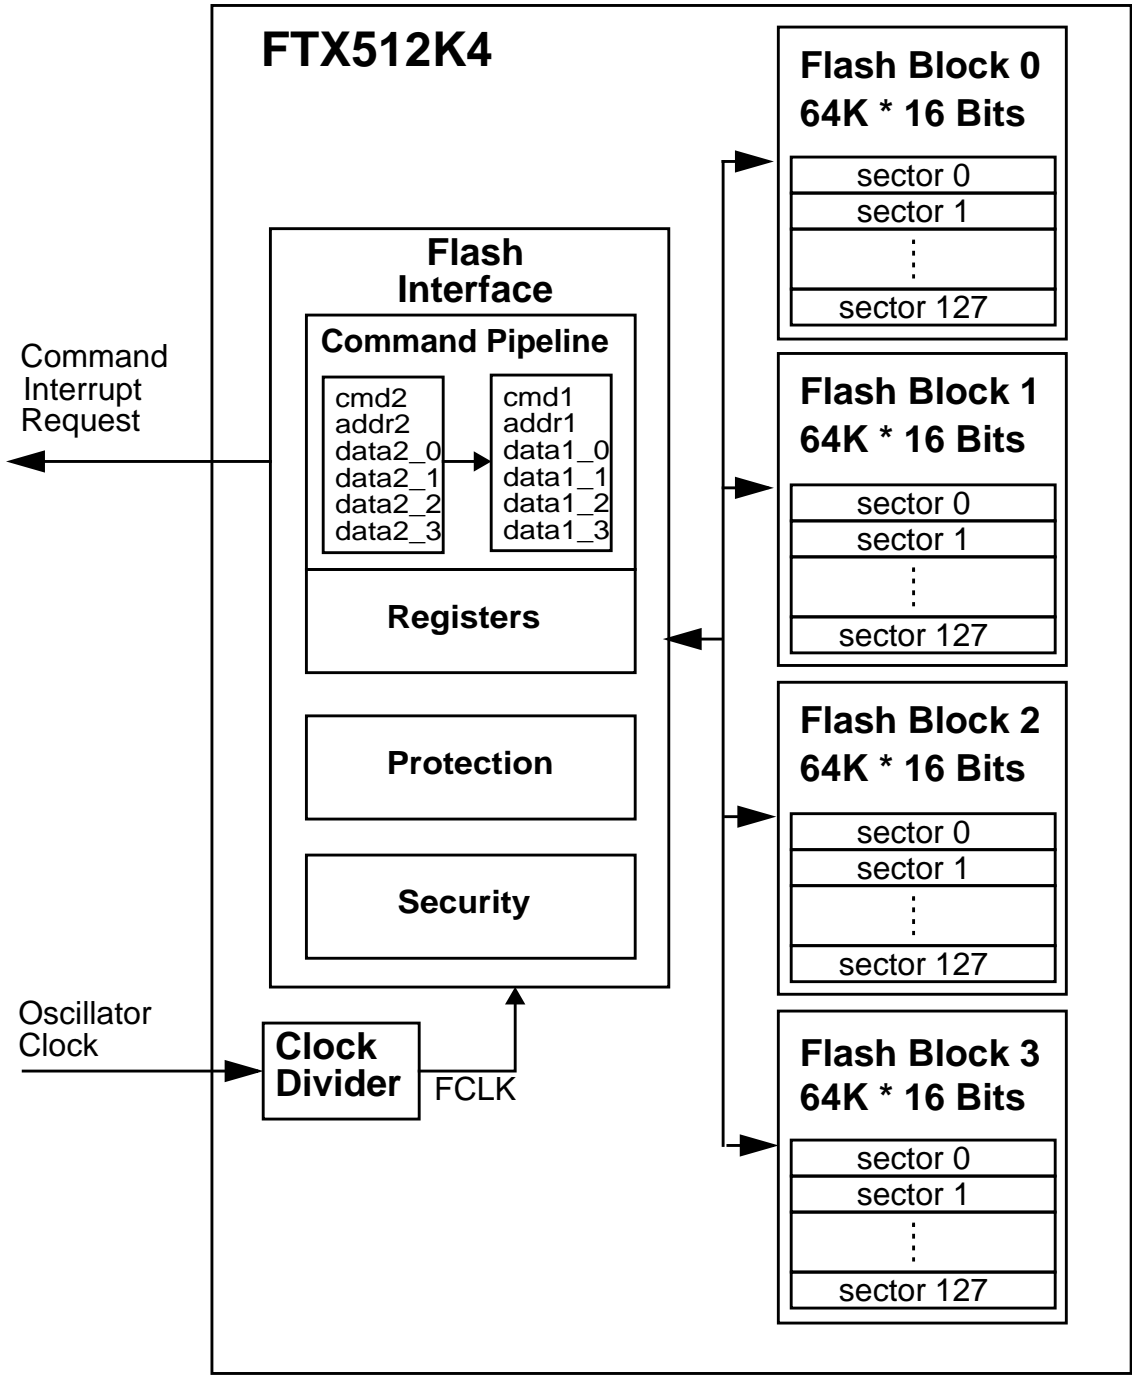 FTX512K4
Flash Block 0
64K * 16 Bits
sector 0
sector 1
sector 127
Flash
Interface
Command Pipeline
cmd2
addr2
data2_0
data2_1
data2_2
data2_3
cmd1
addr1
data1_0
data1_1
data1_2
data1_3
Command
Interrupt
Request
Flash Block 1
64K * 16 Bits
sector 0
sector 1
sector 127
Registers
Protection
Security
Flash Block 2
64K * 16 Bits
sector 0
sector 1
sector 127
Oscillator
Clock
Clock
Divider
FCLK
Flash Block 3
64K * 16 Bits
sector 0
sector 1
sector 127